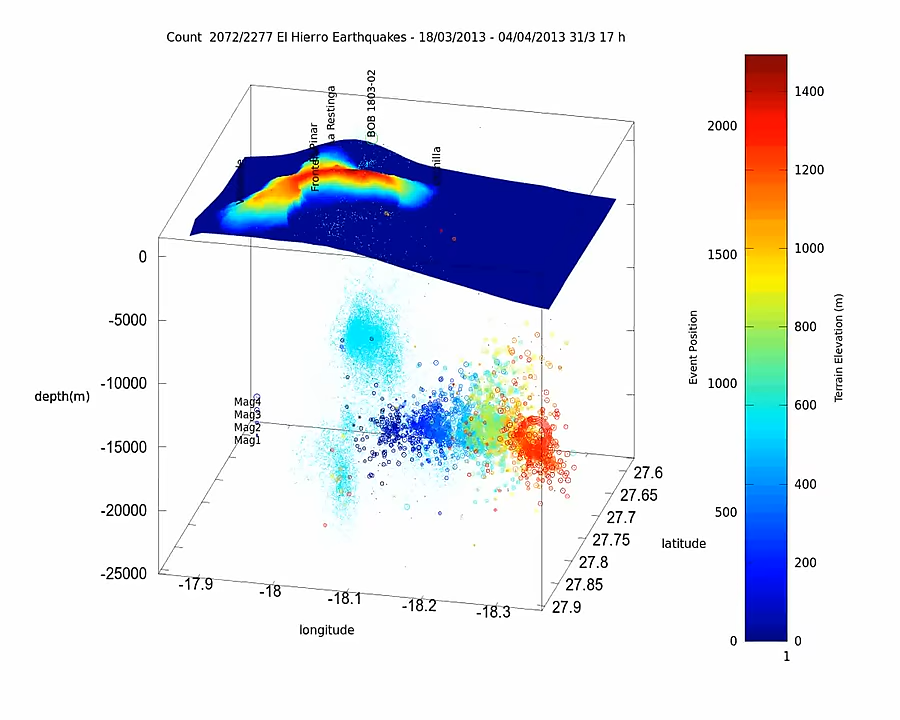 Count 2072/2277 El Hierro Earthquakes - 18/03/2013 - 04/04/2013 31/3 17 h
BOB 1803-02
a Restinga
Pinar
nilla
0
-5000
-10000
-15000
-20000
-25000
depth(m)
Mag4
Mag3
Mag2
Mag1
-17.9
-18
-18.1
-18.2
-18.3
longitude
27.6
27.65
27.7
27.75
27.8
27.85
27.9
latitude
Event Position
2000
1500
1000
500
0
1400
1200
1000
800
600
400
200
0
Terrain Elevation (m)
1